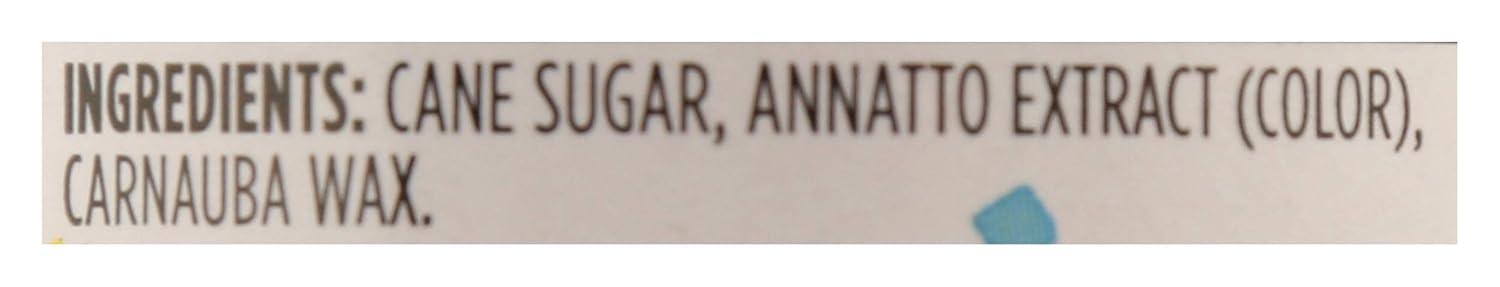 INGREDIENTS: CANE SUGAR, ANNATTO EXTRACT (COLOR),
CARNAUBA WAX.